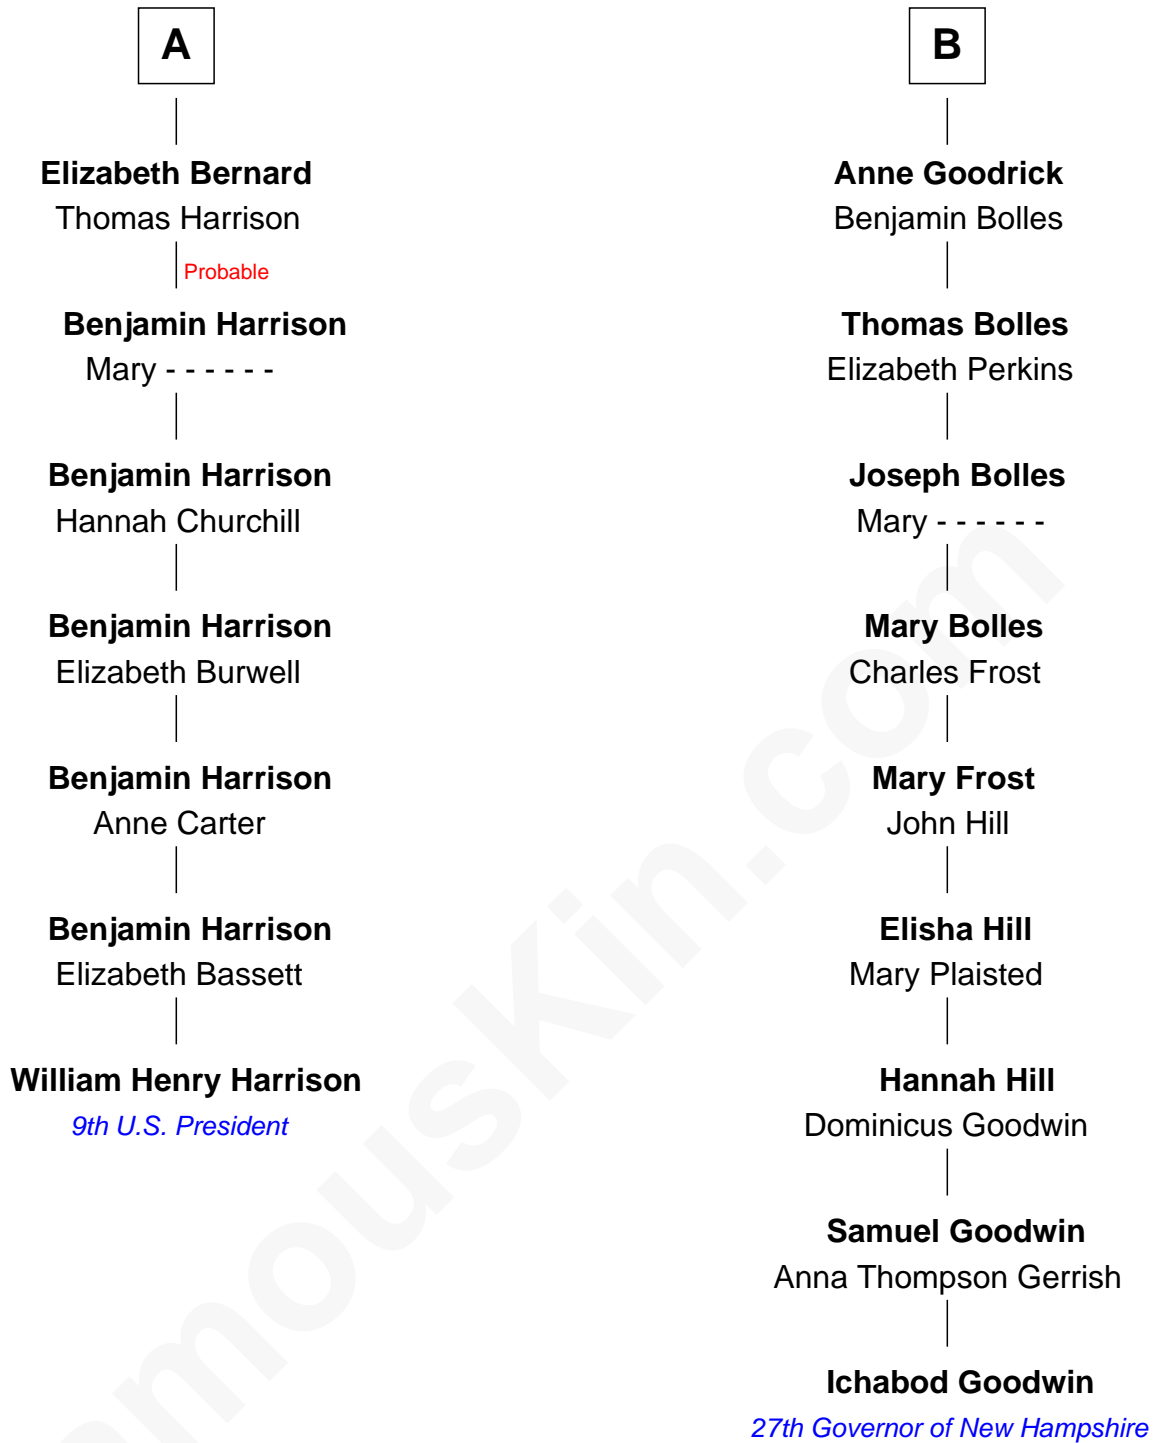 A
Elizabeth Bernard
Thomas Harrison
Probable
Benjamin Harrison
Mary - - - - - -
Benjamin Harrison
Hannah Churchill
Benjamin Harrison
Elizabeth Burwell
Benjamin Harrison
Anne Carter
Benjamin Harrison
Elizabeth Bassett
William Henry Harrison
9th U.S. President
B
Anne Goodrick
Benjamin Bolles
Thomas Bolles
Elizabeth Perkins
Joseph Bolles
Mary - - - - - -
Mary Bolles
Charles Frost
Mary Frost
John Hill
Elisha Hill
Mary Plaisted
Hannah Hill
Dominicus Goodwin
Samuel Goodwin
Anna Thompson Gerrish
Ichabod Goodwin
27th Governor of New Hampshire
mousKin.com